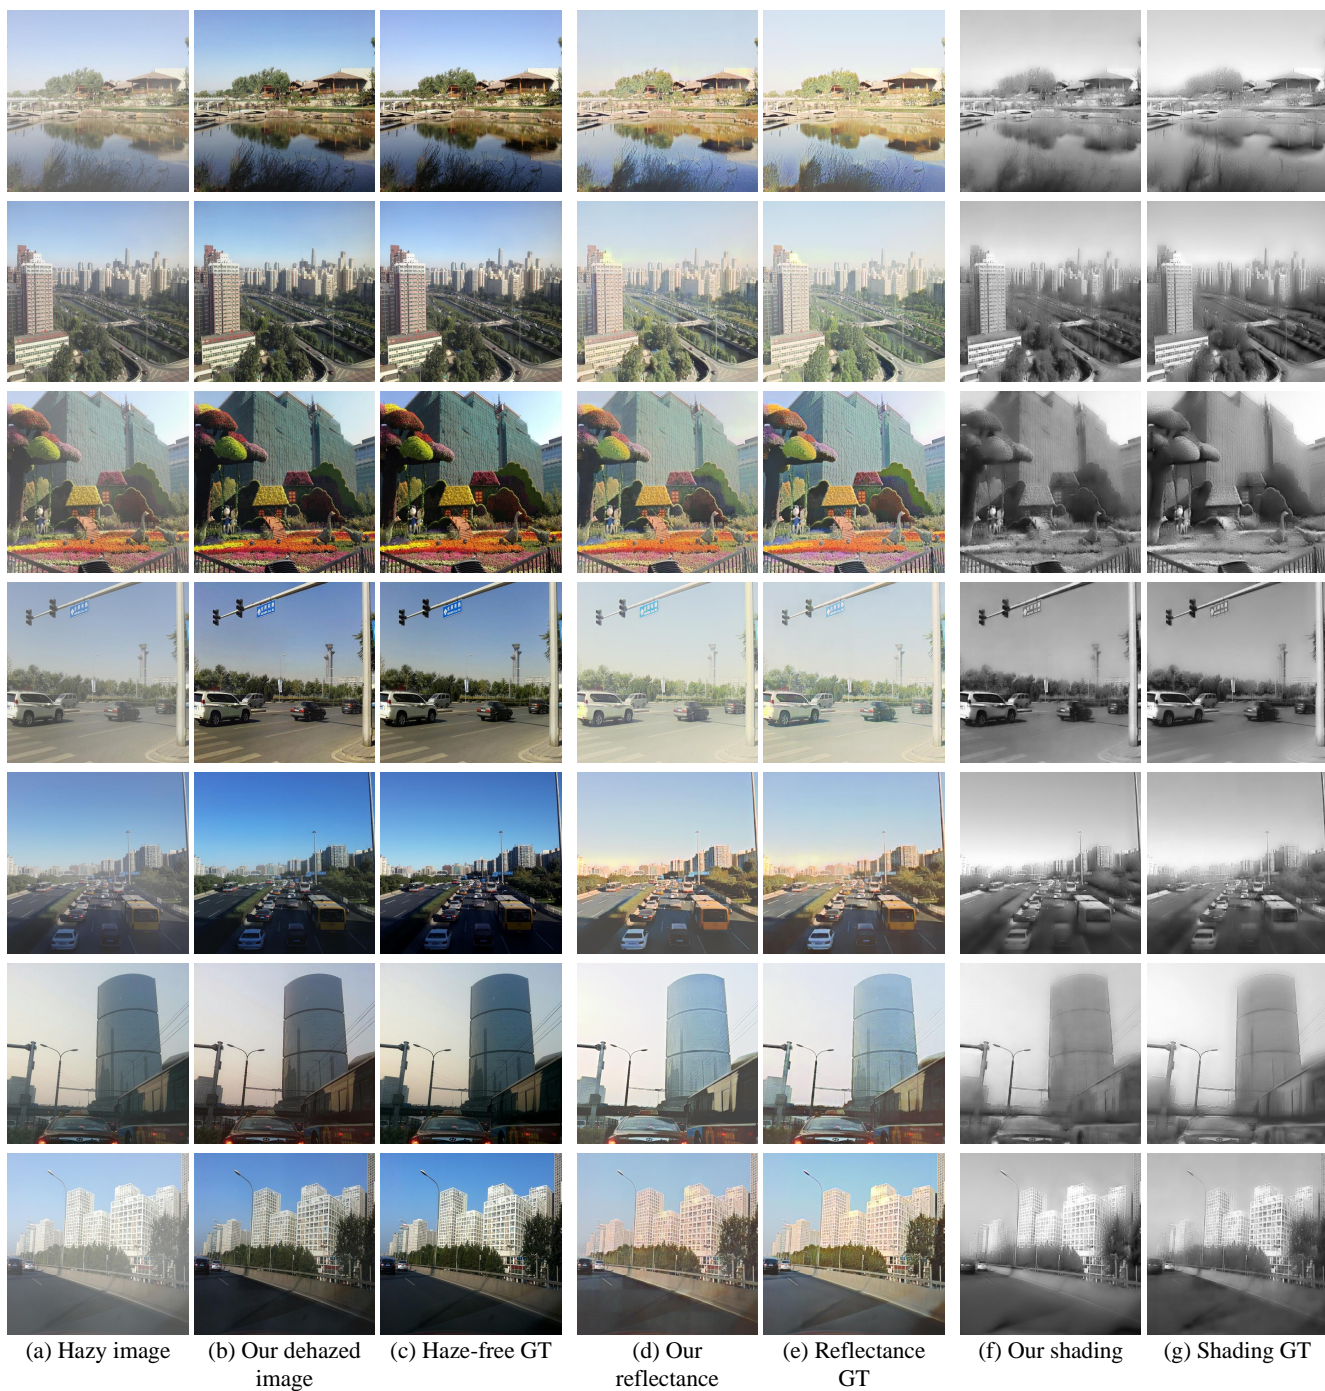 (a) Hazy image
(b) Our dehazed
image
(c) Haze-free GT
(d) Our
reflectance
(e) Reflectance
GT
(f) Our shading
(g) Shading GT